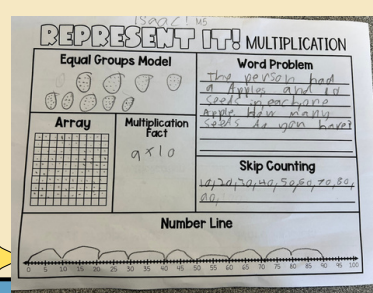 Isaac! M5
REPRESENT IT! MULTIPLICATION
Equal Groups Model
Word Problem
The person had
9 Apples and 10
seeds in each one
Apple How many
seeds do you have?
Array
Multiplication
Fact
9x10
Skip Counting
10,20,30,40,50,60,70,80,
90,
Number Line
0 5 10 15 20 25 30 35 40 45 50 55 60 65 70 75 80 85 90 95 100